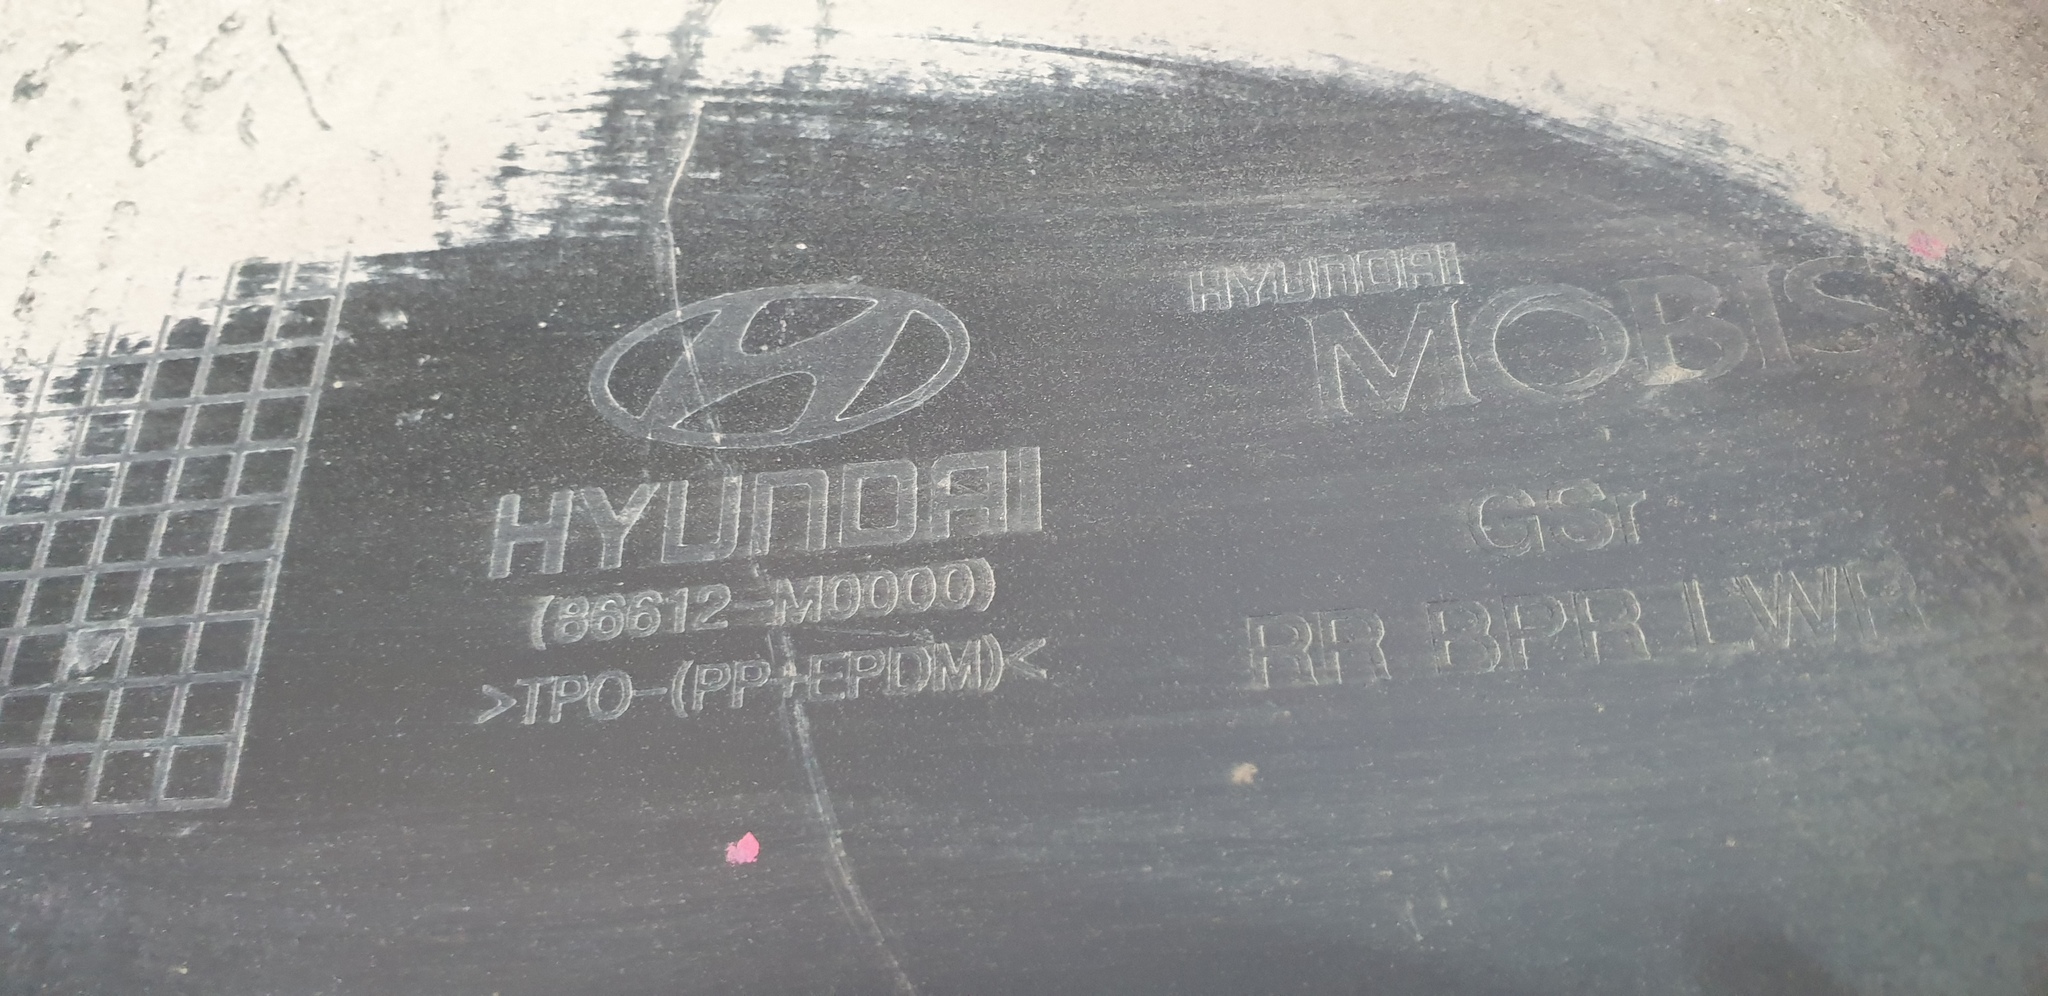 HYUNDAI
(86612-M0000)
>TPO-(PP+EPDM)<
HYUNDAI
MOBIS
GSr
RR BPR LWR